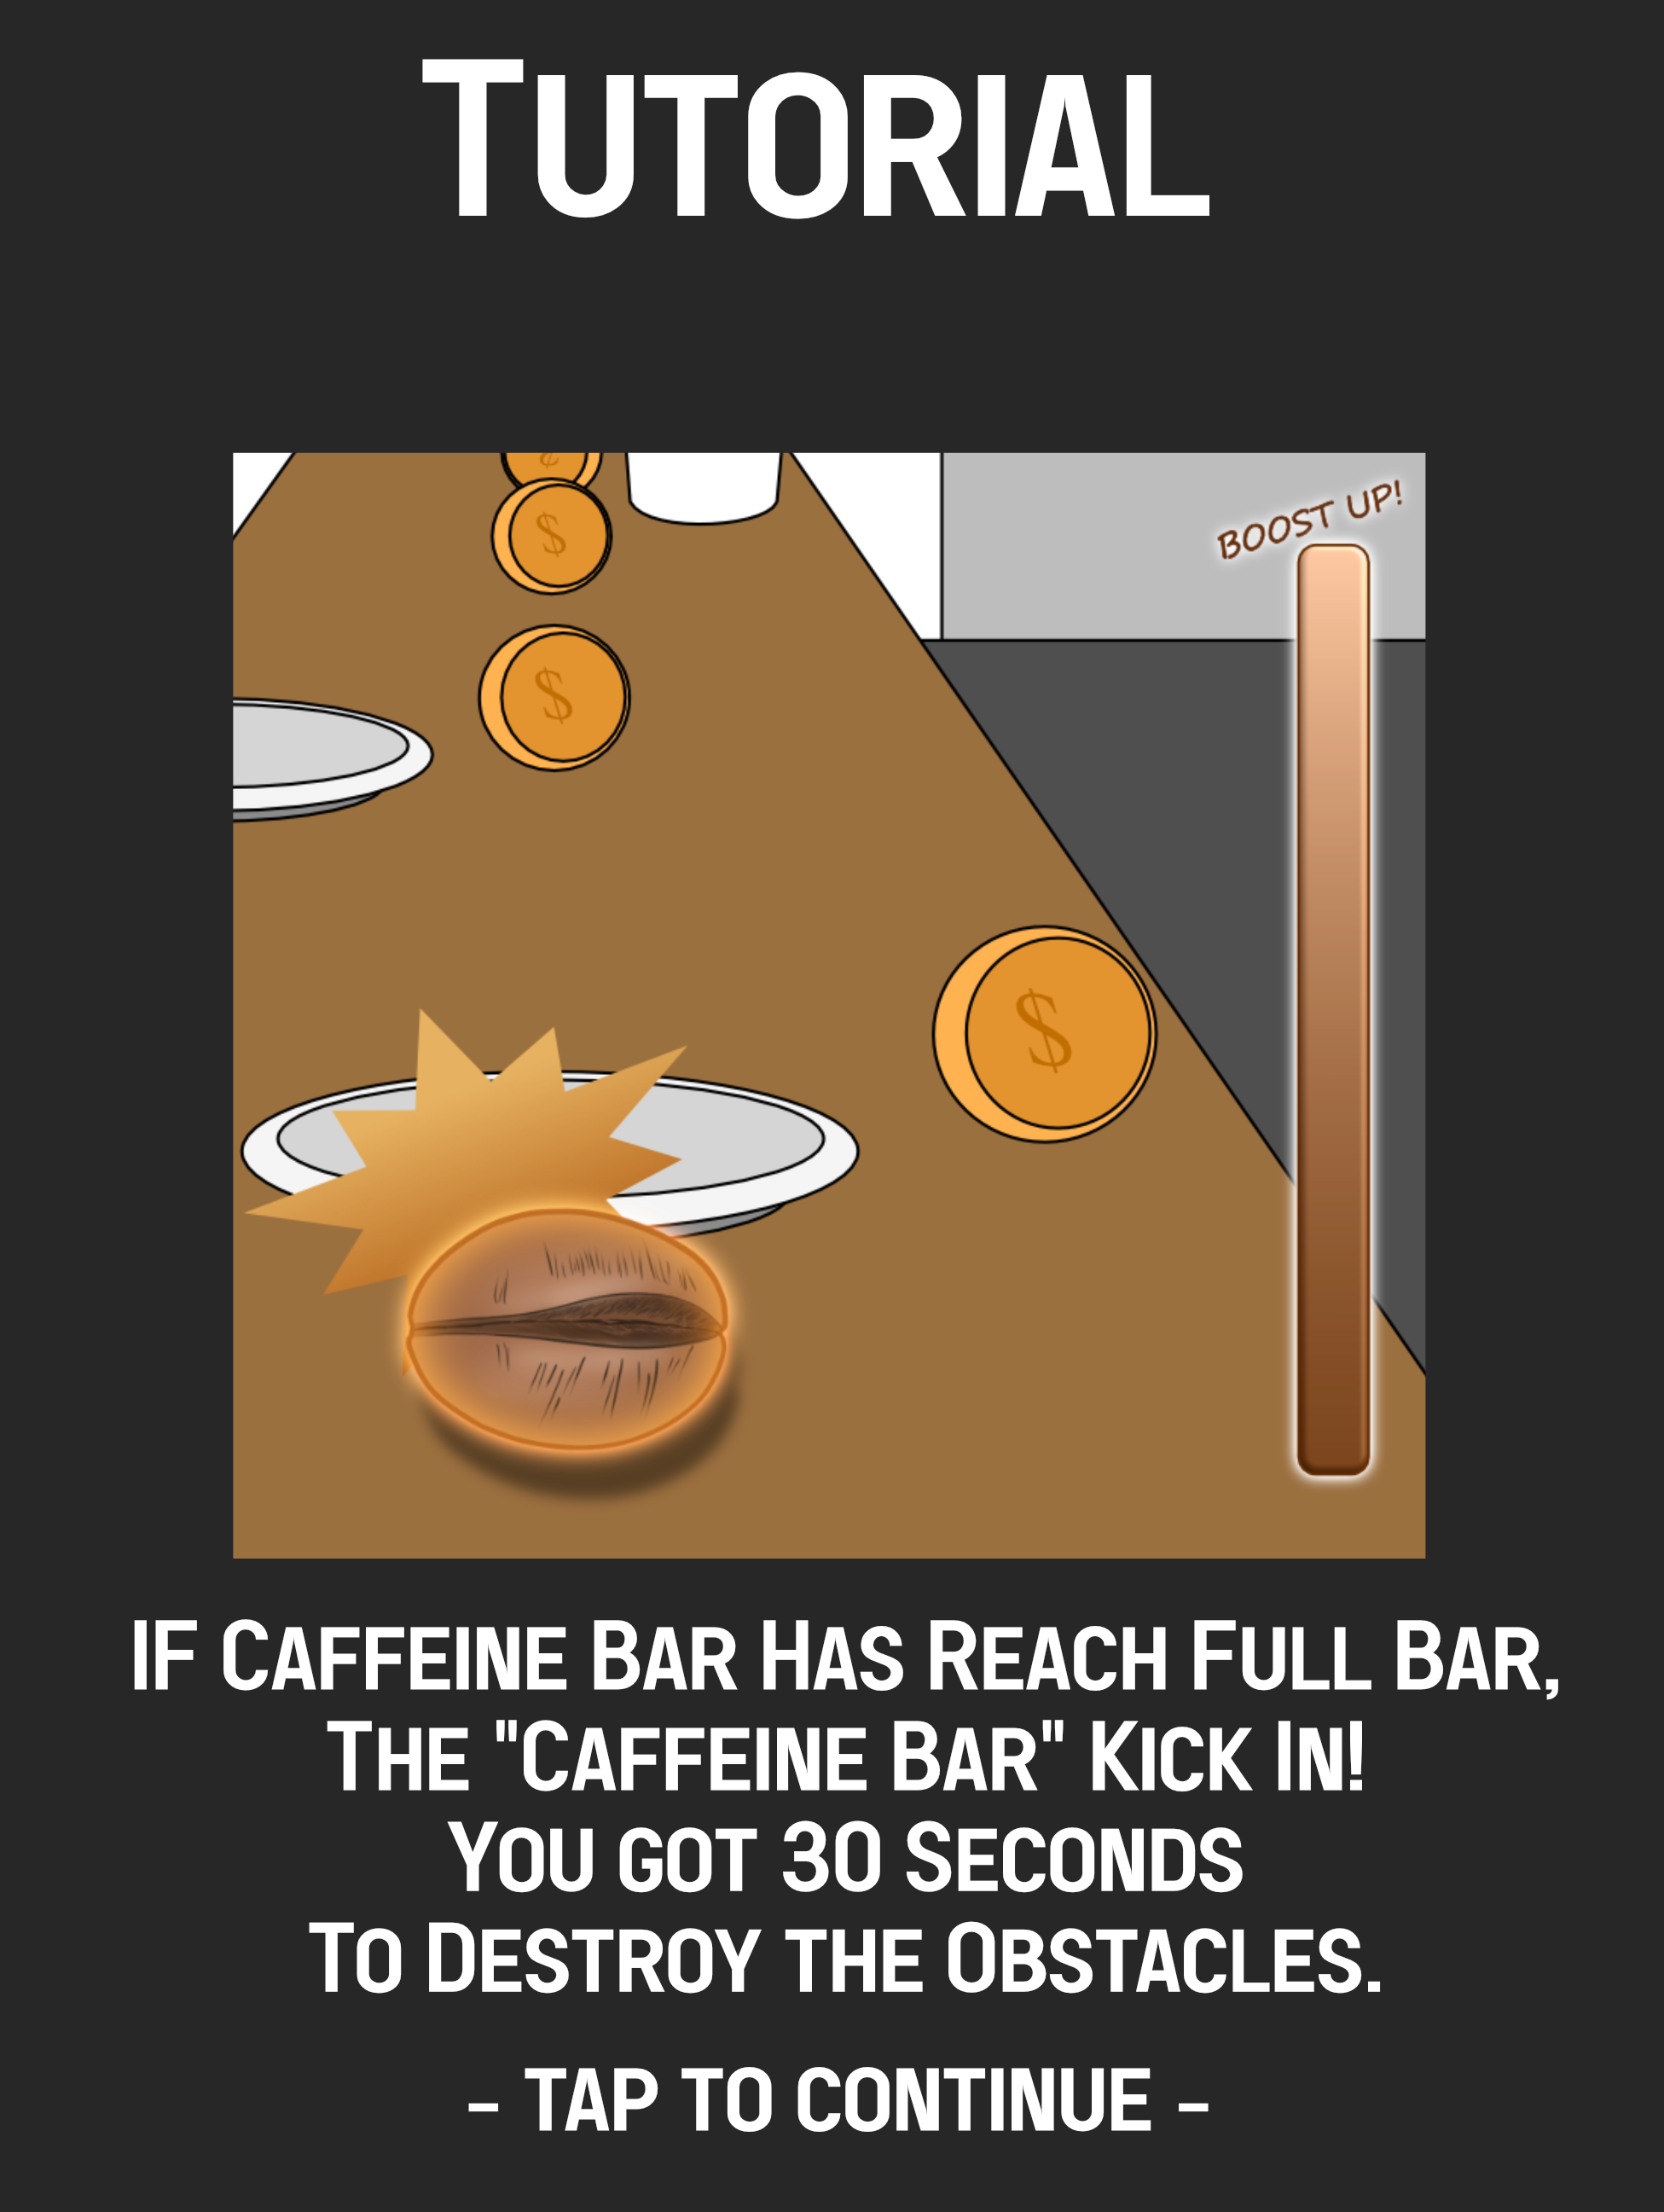 TUTORIAL
$
$
BOOST UP!
$
IF CAFFEINE BAR HAS REACH FULL BAR,
THE "CAFFEINE BAR" KICK IN!
YOU GOT 30 SECONDS
TO DESTROY THE OBSTACLES.
- TAP TO CONTINUE -